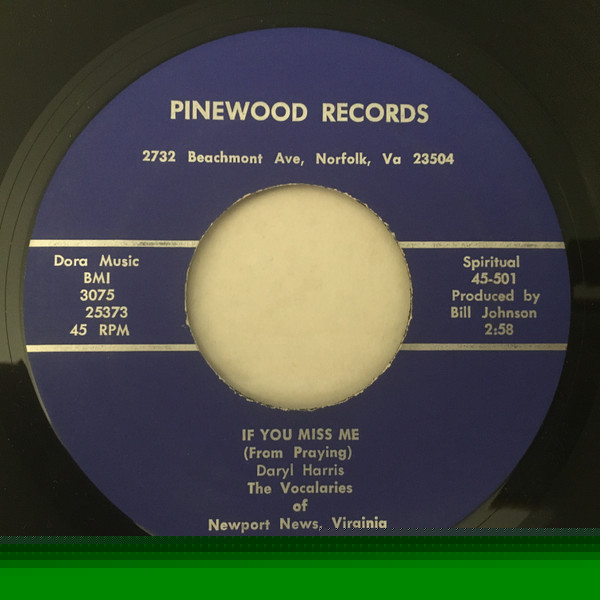 PINEWOOD RECORDS
2732 Beachmont Ave, Norfolk, Va 23504
Dora Music
BMI
3075
25373
45 RPM
Spiritual
45-501
Produced by
Bill Johnson
2:58
IF YOU MISS ME
(From Praying)
Daryl Harris
The Vocalaries
of
Newport News, Virginia